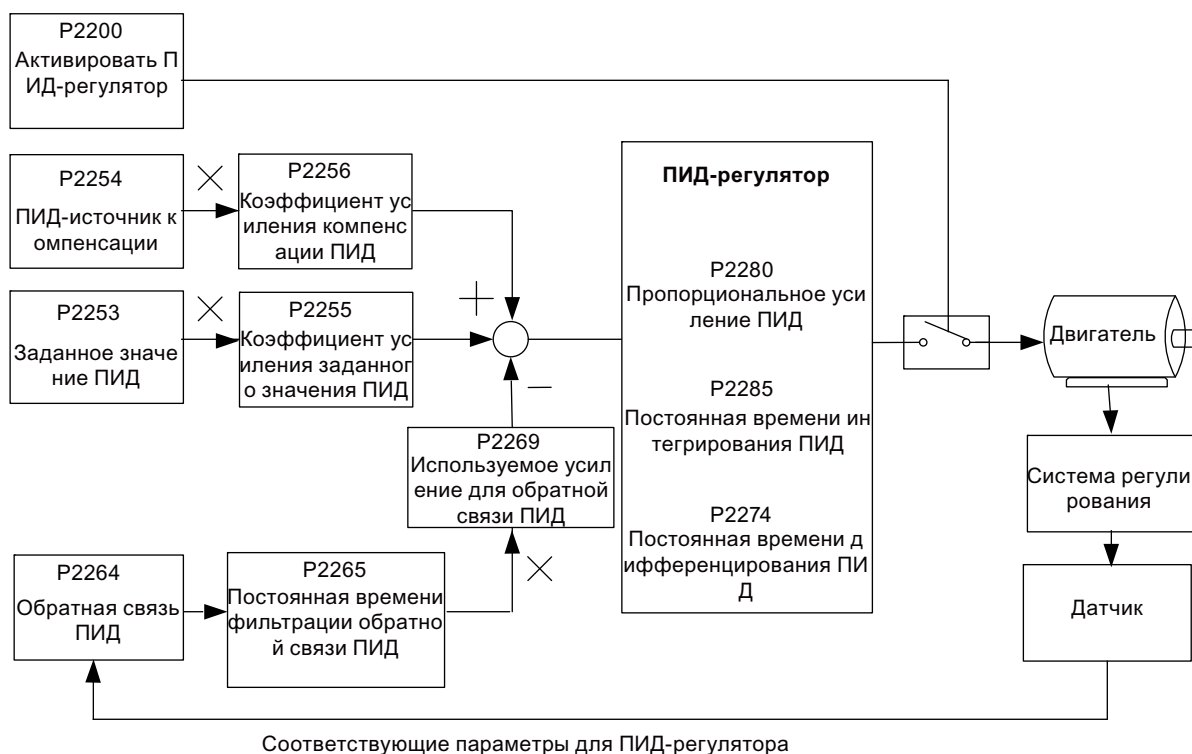 P2200
Активировать П
ИД-регулятор
P2254
ПИД-источник к
омпенсации
P2256
Коэффициент ус
иления компенс
ации ПИД
P2253
Заданное значе
ние ПИД
P2255
Коэффициент ус
иления заданног
о значения ПИД
+
−
P2269
Используемое усил
ение для обратной
связи ПИД
P2264
Обратная связь
ПИД
P2265
Постоянная времени
фильтрации обратно
й связи ПИД
ПИД-регулятор
P2280
Пропорциональное уси
ление ПИД
P2285
Постоянная времени ин
тегрирования ПИД
P2274
Постоянная времени д
ифференцирования ПИ
Д
Двигатель
Система регули
рования
Датчик
Соответствующие параметры для ПИД-регулятора